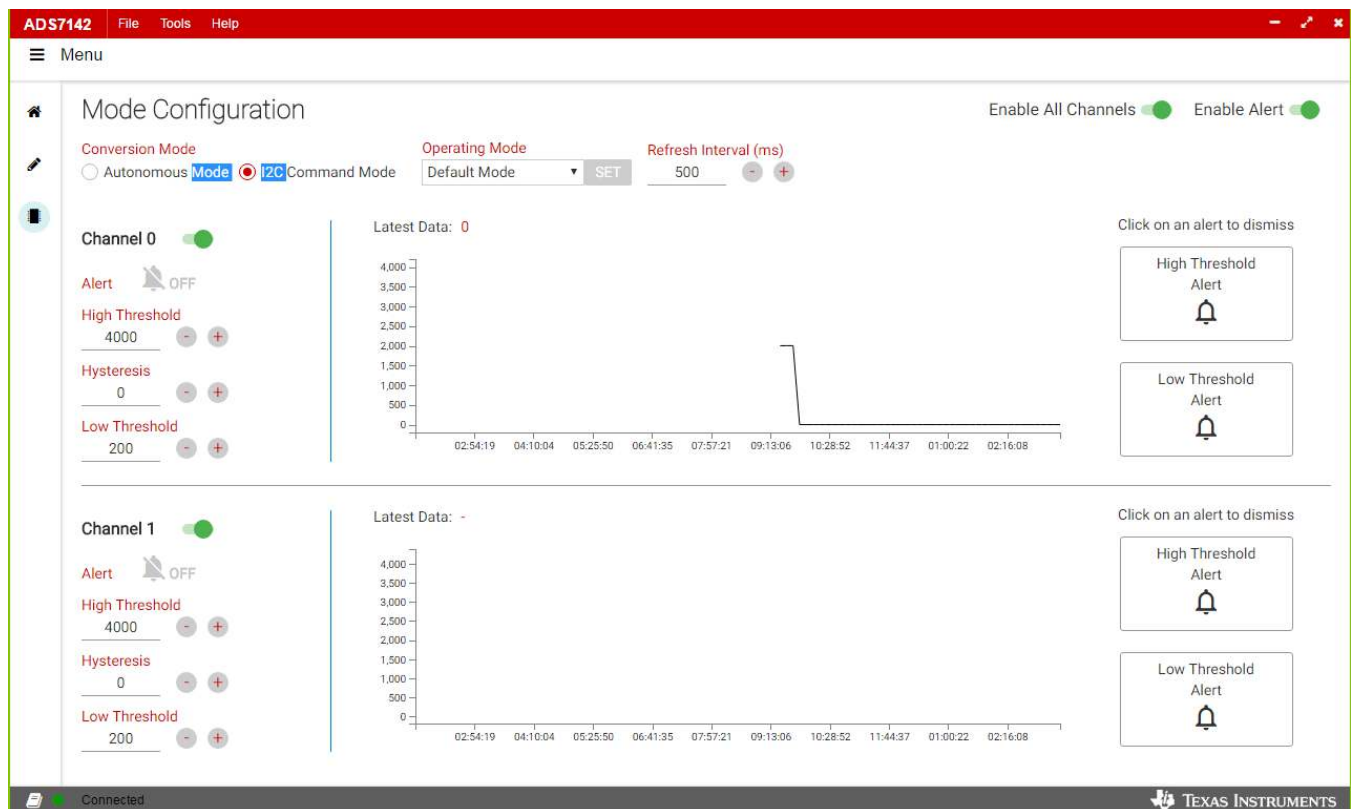 ADS7142 File Tools Help
Menu
Mode Configuration
Enable All Channels Enable Alert
Conversion Mode
Autonomous Mode I2C Command Mode
Operating Mode
Default Mode SET
Refresh Interval (ms)
500 - +
Channel 0
Alert OFF
High Threshold
4000 - +
Hysteresis
0 - +
Low Threshold
200 - +
Latest Data: 0
4,000
3,500
3,000
2,500
2,000
1,500
1,000
500
0
02:54:19 04:10:04 05:25:50 06:41:35 07:57:21 09:13:06 10:28:52 11:44:37 01:00:22 02:16:08
Click on an alert to dismiss
High Threshold
Alert
Low Threshold
Alert
Channel 1
Alert OFF
High Threshold
4000 - +
Hysteresis
0 - +
Low Threshold
200 - +
Latest Data: -
4,000
3,500
3,000
2,500
2,000
1,500
1,000
500
0
02:54:19 04:10:04 05:25:50 06:41:35 07:57:21 09:13:06 10:28:52 11:44:37 01:00:22 02:16:08
Click on an alert to dismiss
High Threshold
Alert
Low Threshold
Alert
Connected
TEXAS INSTRUMENTS